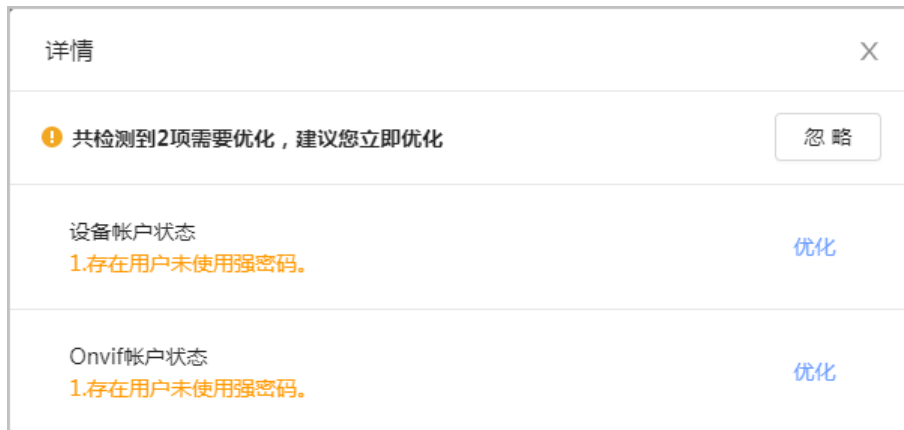 详情
X
共检测到2项需要优化，建议您立即优化
忽 略
设备帐户状态
1.存在用户未使用强密码。
优化
Onvif帐户状态
1.存在用户未使用强密码。
优化